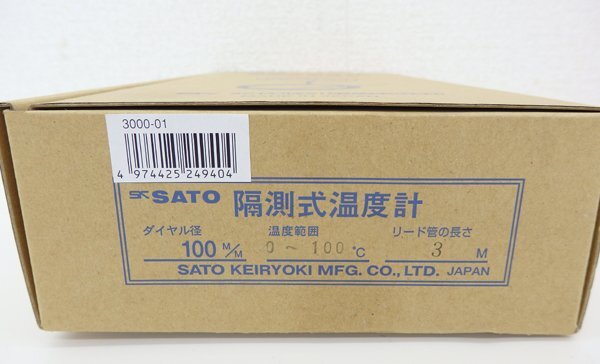 3000-01
4 974425 249404
SK SATO 隔測式温度計
ダイヤル径 温度範囲 リード管の長さ
100 M/M 0 ~ 100 °C 3 M
SATO KEIRYOKI MFG. CO., LTD. JAPAN